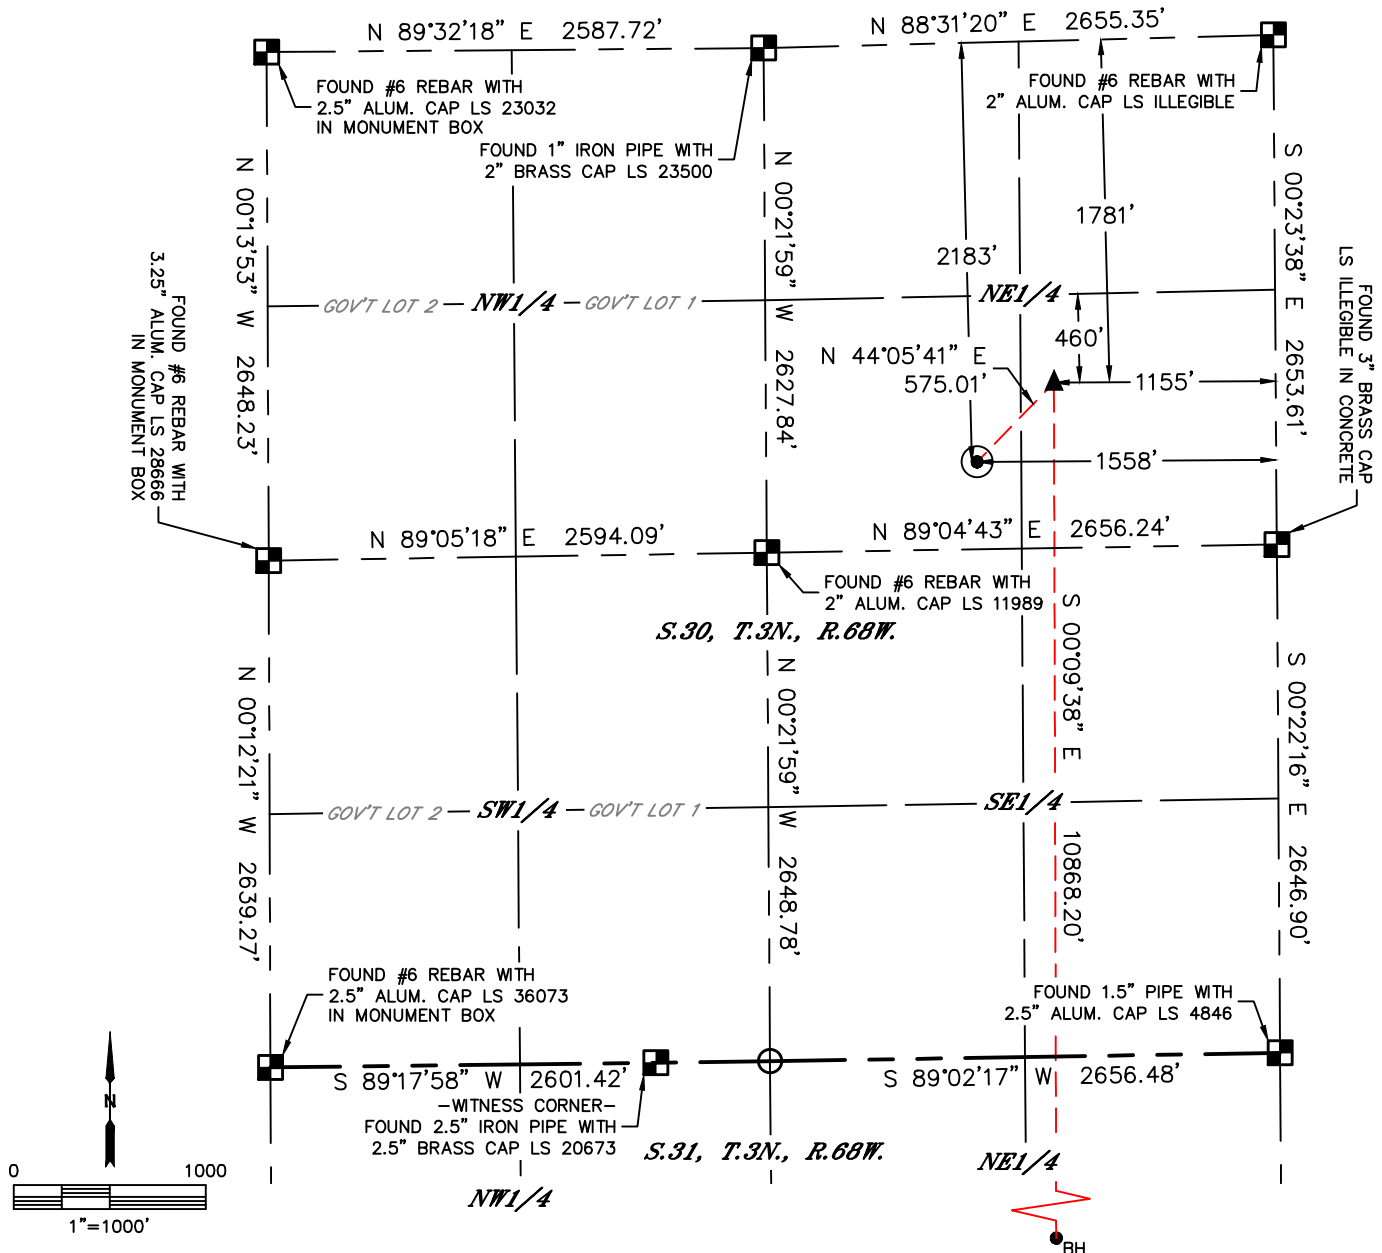 N 89°32'18" E 2587.72'
N 88°31'20" E 2655.35'
FOUND #6 REBAR WITH
2.5" ALUM. CAP LS 23032
IN MONUMENT BOX
FOUND 1" IRON PIPE WITH
2" BRASS CAP LS 23500
FOUND #6 REBAR WITH
2" ALUM. CAP LS ILLEGIBLE
N 00°13'53" W 2648.23'
N 00°21'59" W 2627.84'
S 00°23'38" E 2653.61'
1781'
2183'
FOUND #6 REBAR WITH
3.25" ALUM. CAP LS 28666
IN MONUMENT BOX
FOUND 3" BRASS CAP
LS ILLEGIBLE IN CONCRETE
GOV'T LOT 2
NW1/4
GOV'T LOT 1
NE1/4
460'
N 44°05'41" E
575.01'
1155'
1558'
N 89°05'18" E 2594.09'
N 89°04'43" E 2656.24'
FOUND #6 REBAR WITH
2" ALUM. CAP LS 11989
S.30, T.3N., R.68W.
N 00°12'21" W 2639.27'
N 00°21'59" W 2648.78'
S 00°09'38" E 10868.20'
S 00°22'16" E 2646.90'
GOV'T LOT 2
SW1/4
GOV'T LOT 1
SE1/4
FOUND #6 REBAR WITH
2.5" ALUM. CAP LS 36073
IN MONUMENT BOX
FOUND 1.5" PIPE WITH
2.5" ALUM. CAP LS 4846
S 89°17'58" W 2601.42'
S 89°02'17" W 2656.48'
-WITNESS CORNER-
FOUND 2.5" IRON PIPE WITH
2.5" BRASS CAP LS 20673
S.31, T.3N., R.68W.
NW1/4
NE1/4
N
0 1000
1"=1000'
BH